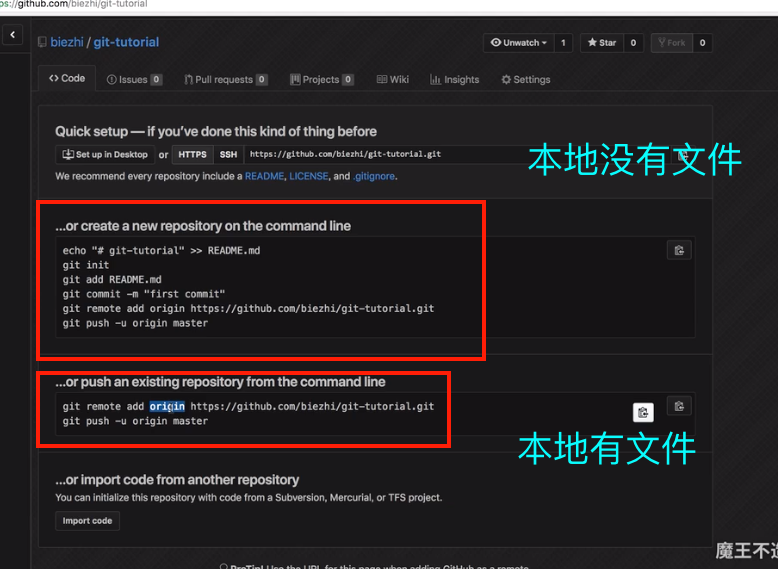 ps://github.com/biezhi/git-tutorial
biezhi / git-tutorial
Unwatch 1 Star 0 Fork 0
Code Issues 0 Pull requests 0 Projects 0 Wiki Insights Settings
Quick setup — if you've done this kind of thing before
Set up in Desktop or HTTPS SSH https://github.com/biezhi/git-tutorial.git
本地没有文件
We recommend every repository include a README, LICENSE, and .gitignore.
...or create a new repository on the command line
echo "# git-tutorial" >> README.md
git init
git add README.md
git commit -m "first commit"
git remote add origin https://github.com/biezhi/git-tutorial.git
git push -u origin master
...or push an existing repository from the command line
git remote add origin https://github.com/biezhi/git-tutorial.git
git push -u origin master
本地有文件
...or import code from another repository
You can initialize this repository with code from a Subversion, Mercurial, or TFS project.
Import code
魔王不
ProTip! Use the URL for this page when adding GitHub as a remote.